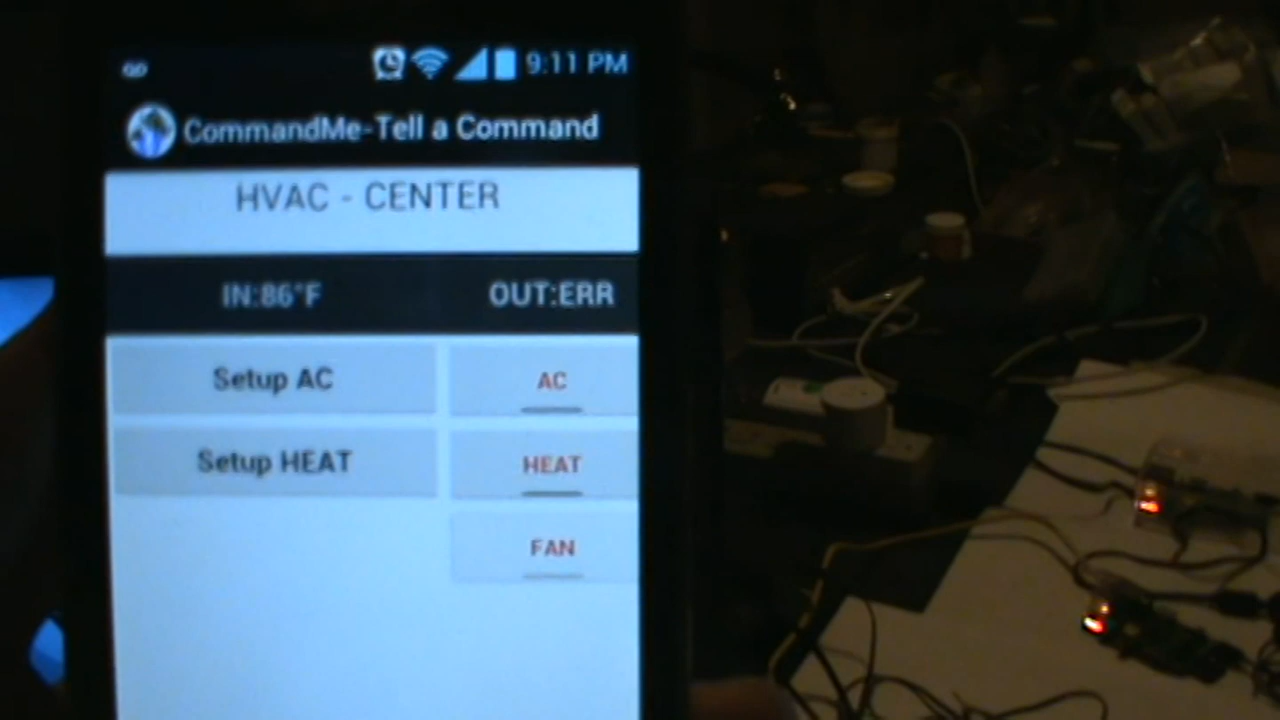 9:11 PM
CommandMe-Tell a Command
HVAC - CENTER
IN:86°F OUT:ERR
Setup AC AC
Setup HEAT HEAT
FAN